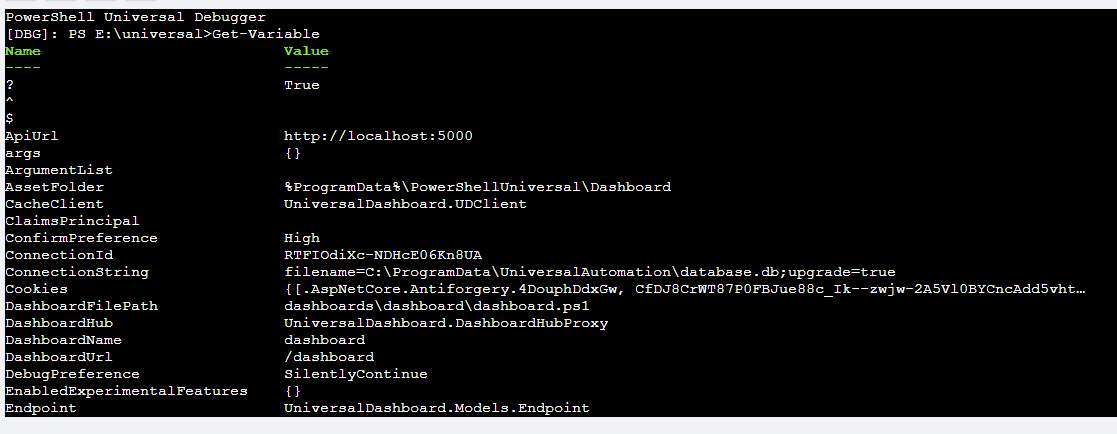 PowerShell Universal Debugger
[DBG]: PS E:\universal>Get-Variable
Name Value
---- -----
? True
^
$
ApiUrl http://localhost:5000
args {}
ArgumentList
AssetFolder %ProgramData%\PowerShellUniversal\Dashboard
CacheClient UniversalDashboard.UDClient
ClaimsPrincipal
ConfirmPreference High
ConnectionId RTFIOdiXc-NDHcE06Kn8UA
ConnectionString filename=C:\ProgramData\UniversalAutomation\database.db;upgrade=true
Cookies {[.AspNetCore.Antiforgery.4DouphDdxGw, CfDJ8CrWT87P0FBJue88c_Ik--zwjw-2A5Vl0BYCncAdd5vht…
DashboardFilePath dashboards\dashboard\dashboard.ps1
DashboardHub UniversalDashboard.DashboardHubProxy
DashboardName dashboard
DashboardUrl /dashboard
DebugPreference SilentlyContinue
EnabledExperimentalFeatures {}
Endpoint UniversalDashboard.Models.Endpoint